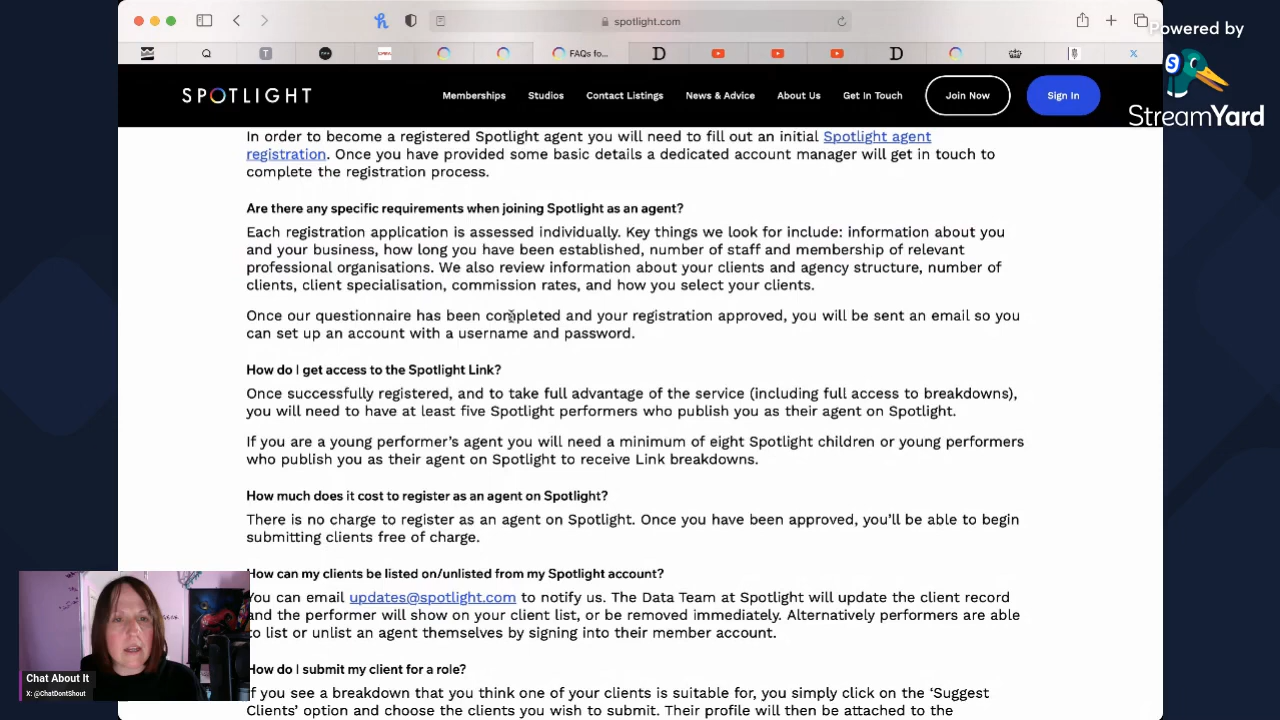 spotlight.com
FAQs fo...
Powered by
StreamYard
SPOTLIGHT
Memberships
Studios
Contact Listings
News & Advice
About Us
Get In Touch
Join Now
Sign In
In order to become a registered Spotlight agent you will need to fill out an initial Spotlight agent
registration. Once you have provided some basic details a dedicated account manager will get in touch to
complete the registration process.
Are there any specific requirements when joining Spotlight as an agent?
Each registration application is assessed individually. Key things we look for include: information about you
and your business, how long you have been established, number of staff and membership of relevant
professional organisations. We also review information about your clients and agency structure, number of
clients, client specialisation, commission rates, and how you select your clients.
Once our questionnaire has been completed and your registration approved, you will be sent an email so you
can set up an account with a username and password.
How do I get access to the Spotlight Link?
Once successfully registered, and to take full advantage of the service (including full access to breakdowns),
you will need to have at least five Spotlight performers who publish you as their agent on Spotlight.
If you are a young performer's agent you will need a minimum of eight Spotlight children or young performers
who publish you as their agent on Spotlight to receive Link breakdowns.
How much does it cost to register as an agent on Spotlight?
There is no charge to register as an agent on Spotlight. Once you have been approved, you'll be able to begin
submitting clients free of charge.
How can my clients be listed on/unlisted from my Spotlight account?
You can email updates@spotlight.com to notify us. The Data Team at Spotlight will update the client record
and the performer will show on your client list, or be removed immediately. Alternatively performers are able
to list or unlist an agent themselves by signing into their member account.
How do I submit my client for a role?
If you see a breakdown that you think one of your clients is suitable for, you simply click on the 'Suggest
Clients' option and choose the clients you wish to submit. Their profile will then be attached to the
Chat About It
X: @ChatDontShout